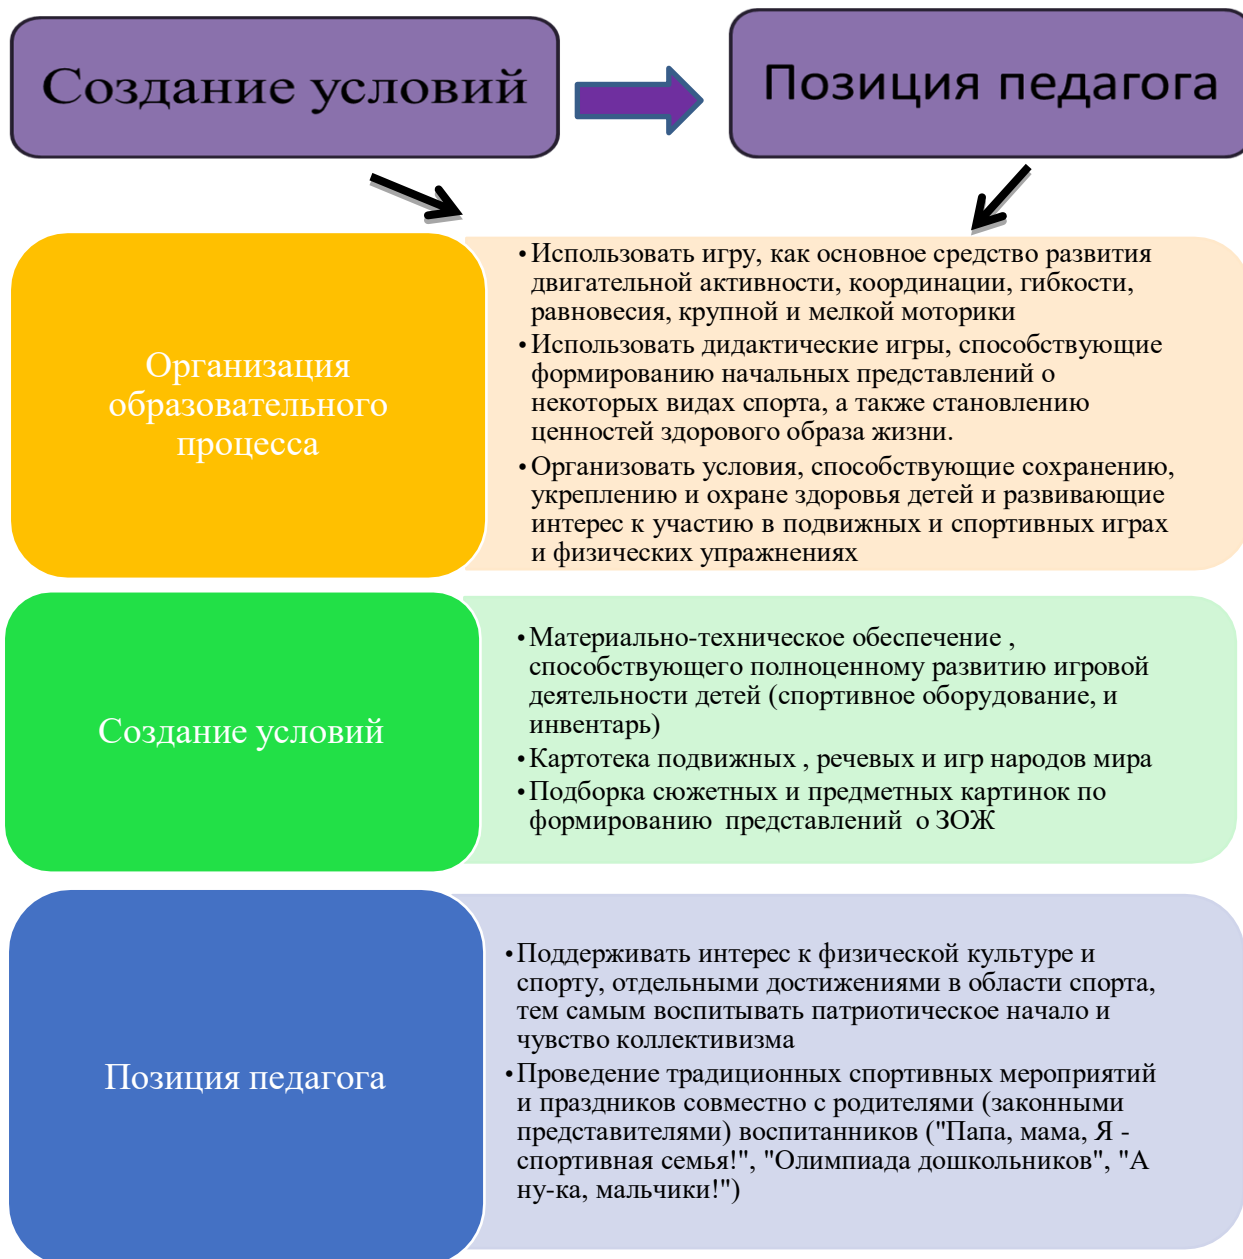 Создание условий
Позиция педагога
Организация
образовательного
процесса
•Использовать игру, как основное средство развития
двигательной активности, координации, гибкости,
равновесия, крупной и мелкой моторики
•Использовать дидактические игры, способствующие
формированию начальных представлений о
некоторых видах спорта, а также становлению
ценностей здорового образа жизни.
•Организовать условия, способствующие сохранению,
укреплению и охране здоровья детей и развивающие
интерес к участию в подвижных и спортивных играх
и физических упражнениях
Создание условий
•Материально-техническое обеспечение ,
способствующего полноценному развитию игровой
деятельности детей (спортивное оборудование, и
инвентарь)
•Картотека подвижных , речевых и игр народов мира
•Подборка сюжетных и предметных картинок по
формированию представлений о ЗОЖ
Позиция педагога
•Поддерживать интерес к физической культуре и
спорту, отдельными достижениями в области спорта,
тем самым воспитывать патриотическое начало и
чувство коллективизма
•Проведение традиционных спортивных мероприятий
и праздников совместно с родителями (законными
представителями) воспитанников ("Папа, мама, Я -
спортивная семья!", "Олимпиада дошкольников", "А
ну-ка, мальчики!")